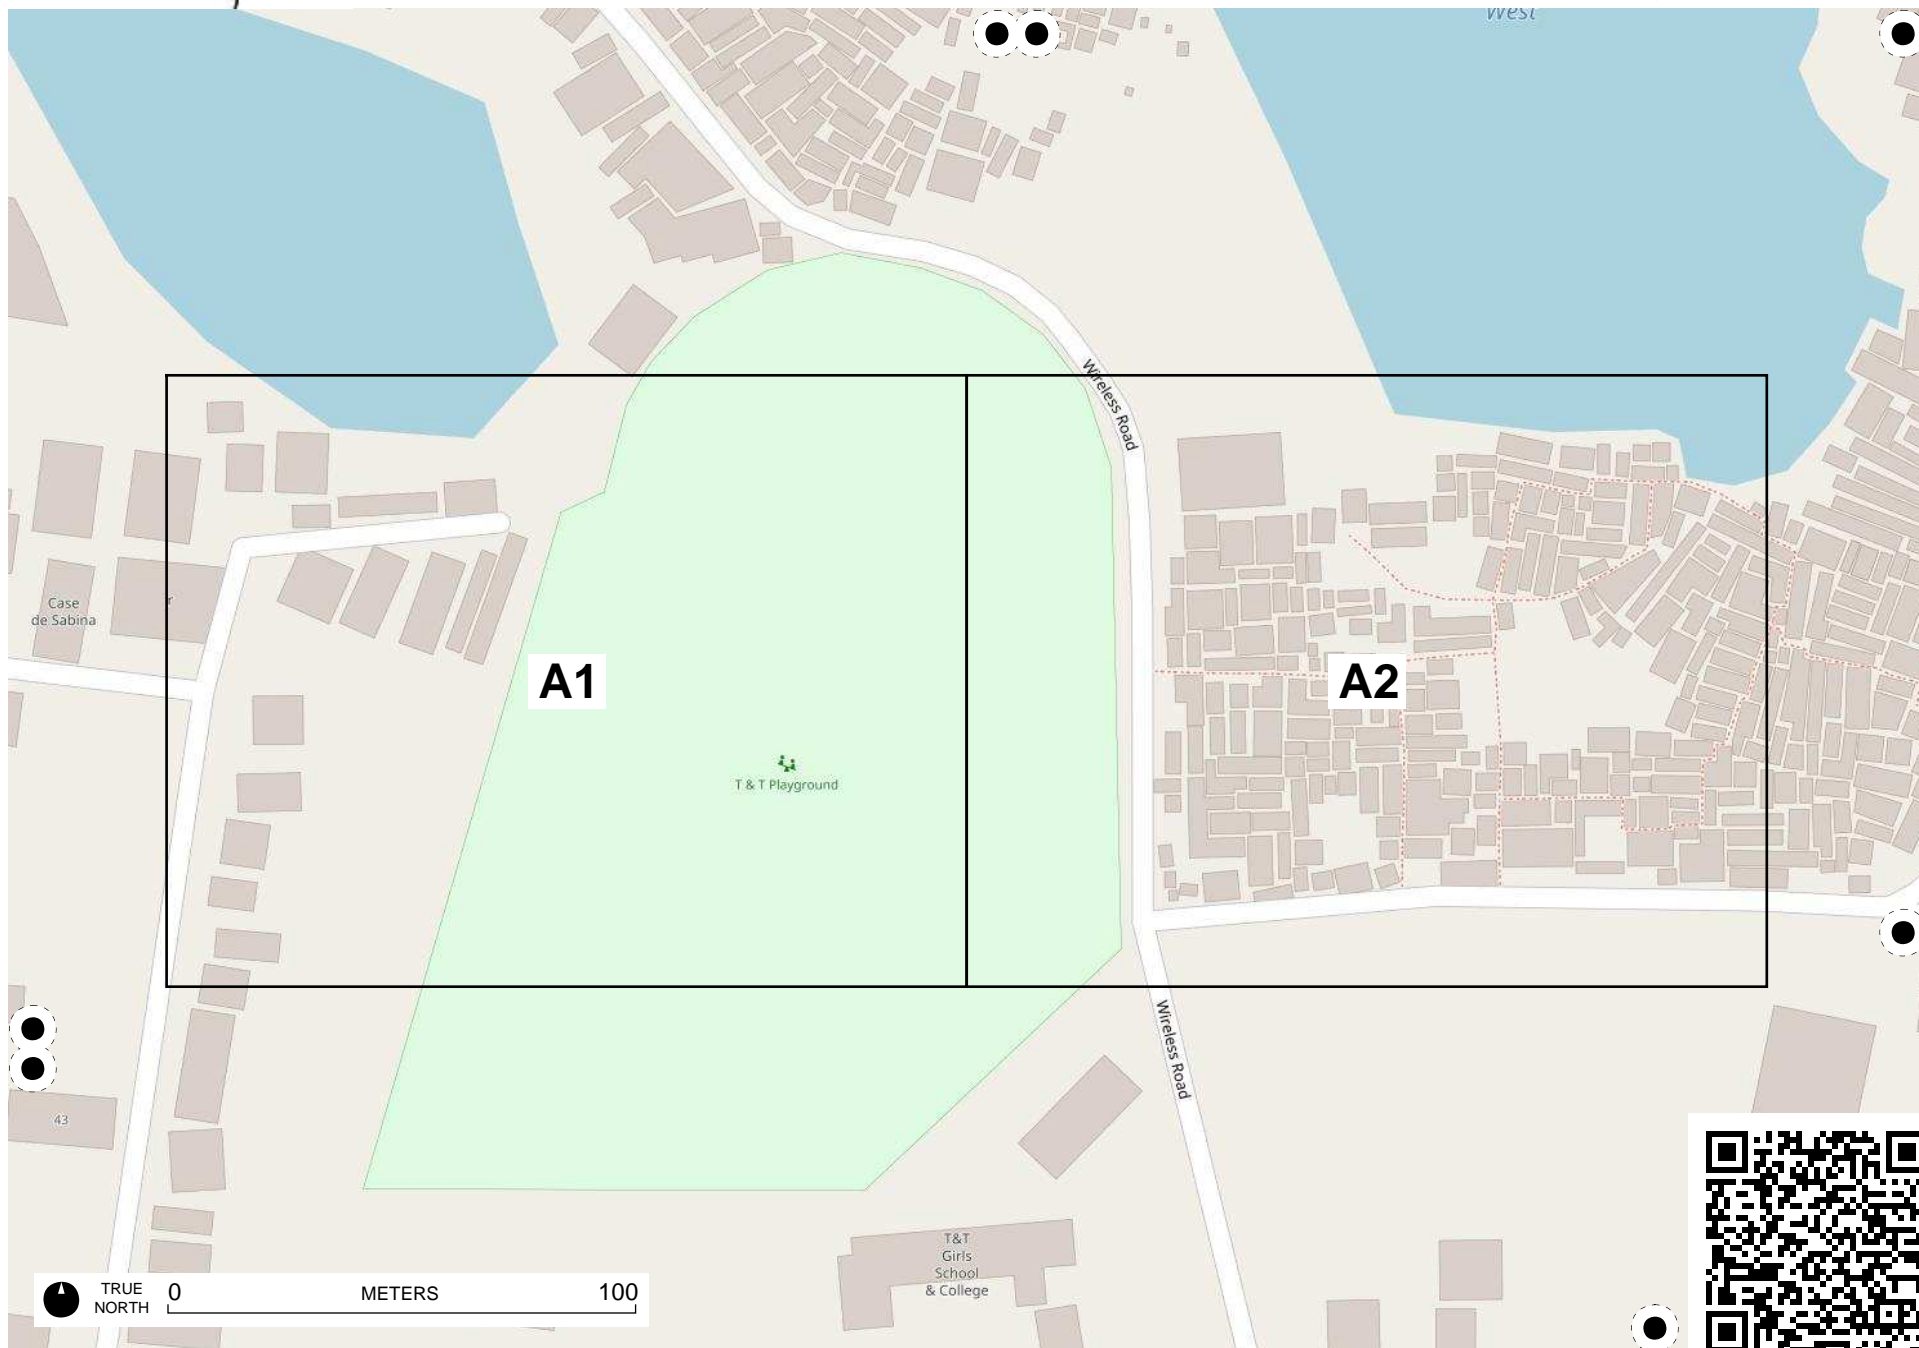 West
Wireless Road
Case
de Sabina
r
A1
A2
T & T Playground
Wireless Road
43
T&T
Girls
School
& College
TRUE
NORTH
0 METERS 100